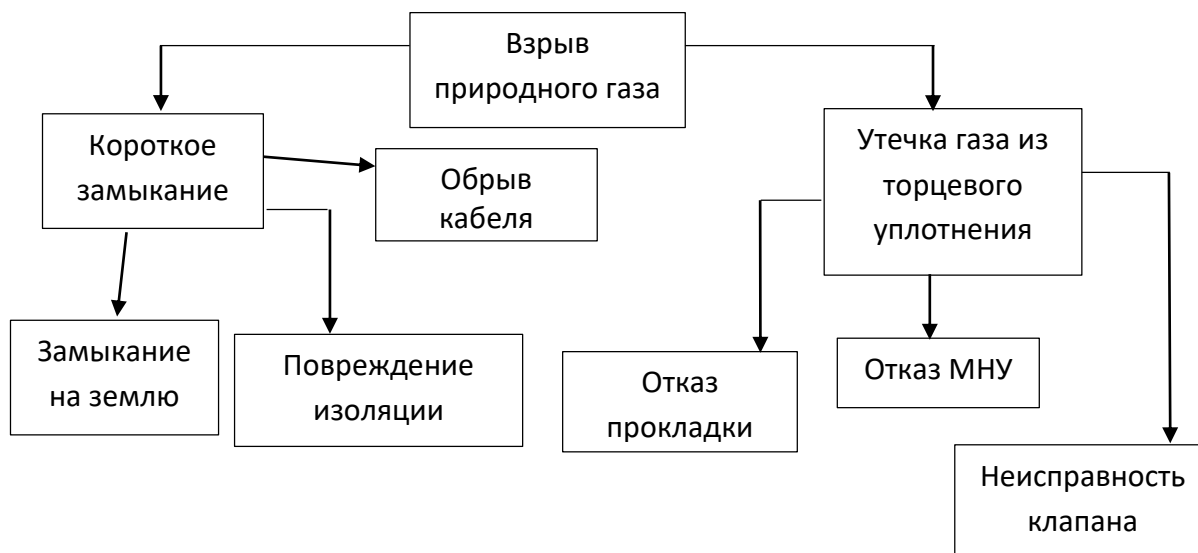 Взрыв
природного газа
Короткое
замыкание
Обрыв
кабеля
Утечка газа из
торцевого
уплотнения
Замыкание
на землю
Повреждение
изоляции
Отказ
прокладки
Отказ МНУ
Неисправность
клапана